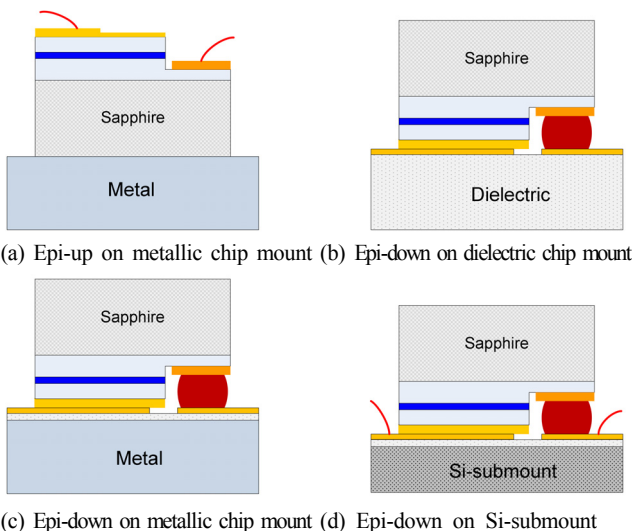 Sapphire
Metal
Sapphire
Dielectric
(a) Epi-up on metallic chip mount
(b) Epi-down on dielectric chip mount
Sapphire
Metal
Sapphire
Si-submount
(c) Epi-down on metallic chip mount
(d) Epi-down on Si-submount